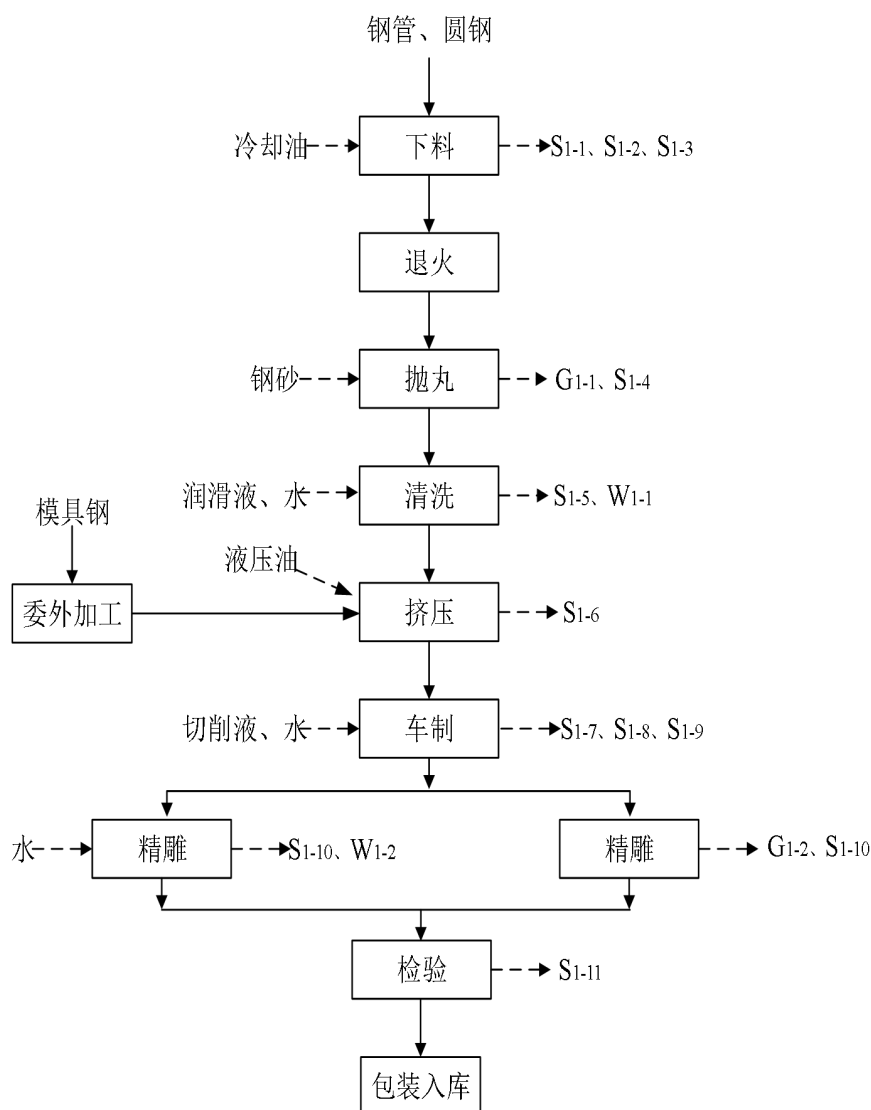 钢管、圆钢
冷却油
下料
S1-1、S1-2、S1-3
退火
钢砂
抛丸
G1-1、S1-4
润滑液、水
清洗
S1-5、W1-1
模具钢
液压油
委外加工
挤压
S1-6
切削液、水
车制
S1-7、S1-8、S1-9
水
精雕
S1-10、W1-2
精雕
G1-2、S1-10
检验
S1-11
包装入库